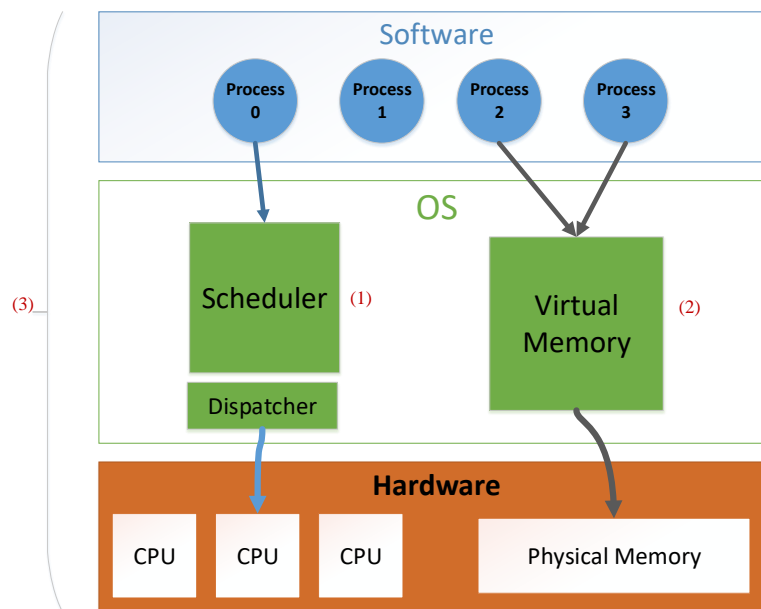 Software
Process
0
Process
1
Process
2
Process
3
OS
Scheduler
(1)
Virtual
Memory
(2)
(3)
Dispatcher
Hardware
CPU
CPU
CPU
Physical Memory